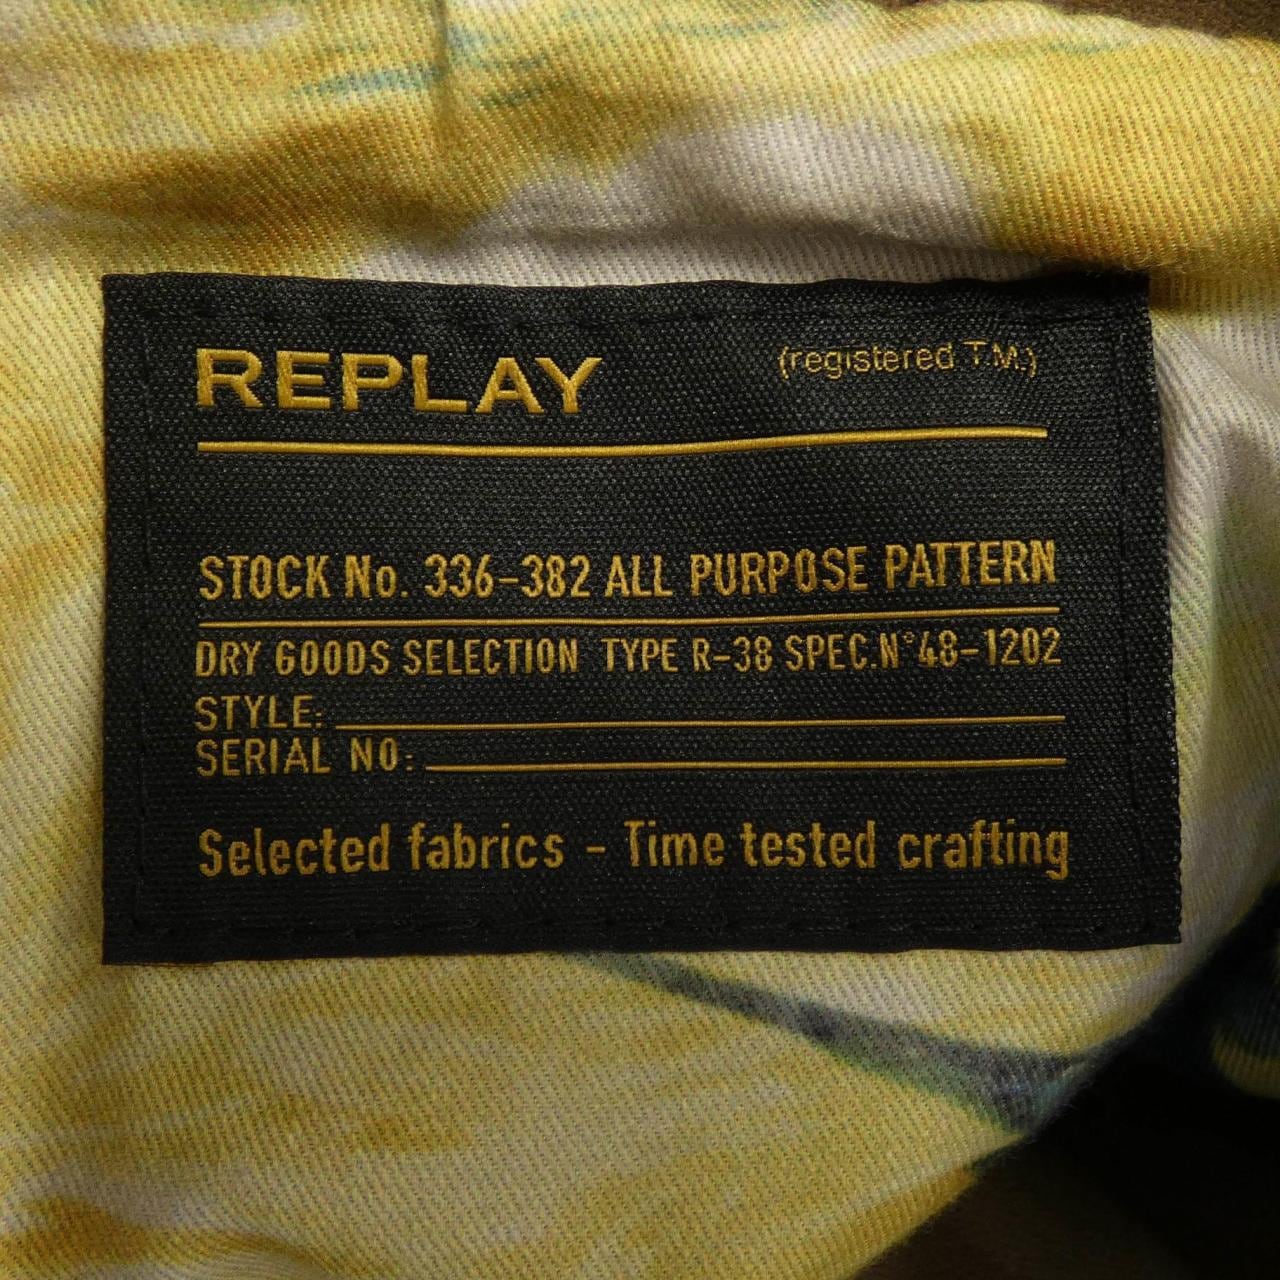 REPLAY (registered T.M.)
STOCK No. 336-382 ALL PURPOSE PATTERN
DRY GOODS SELECTION TYPE R-38 SPEC.N°48-1202
STYLE:
SERIAL NO:
Selected fabrics - Time tested crafting